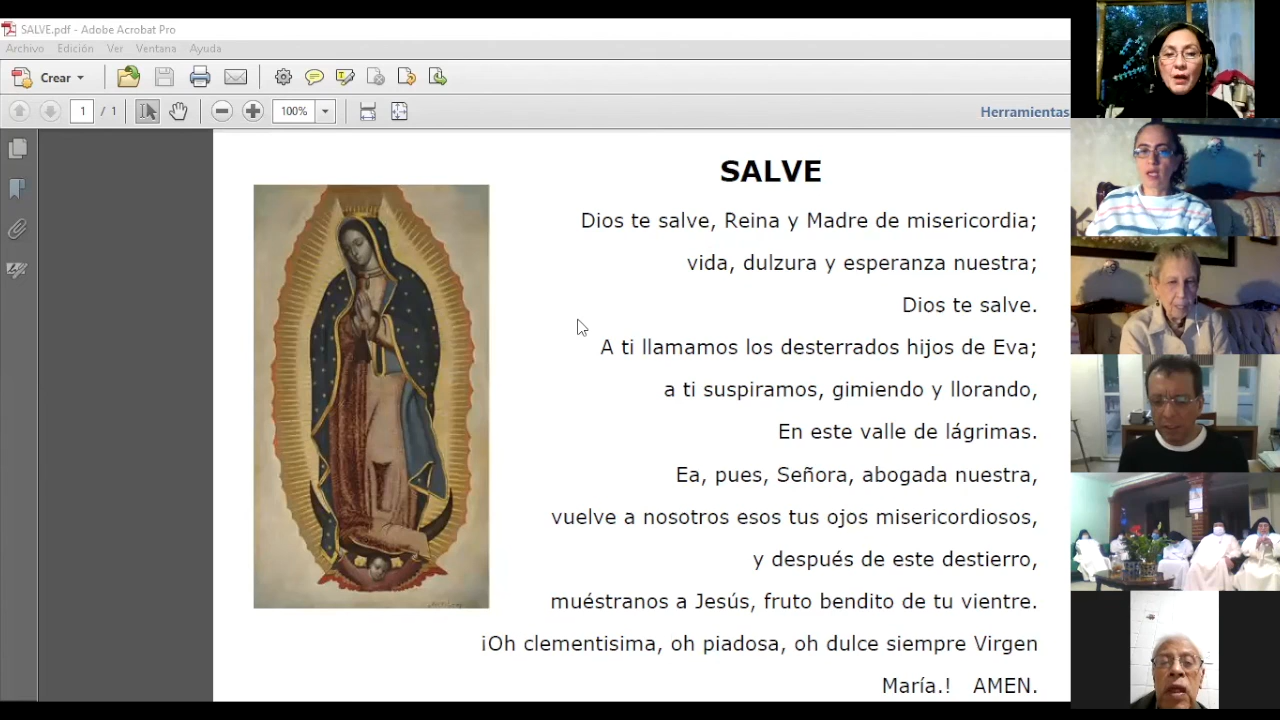 SALVE.pdf - Adobe Acrobat Pro
Archivo Edición Ver Ventana Ayuda
Crear
1 / 1 100% Herramientas
SALVE
Dios te salve, Reina y Madre de misericordia;
vida, dulzura y esperanza nuestra;
Dios te salve.
A ti llamamos los desterrados hijos de Eva;
a ti suspiramos, gimiendo y llorando,
En este valle de lágrimas.
Ea, pues, Señora, abogada nuestra,
vuelve a nosotros esos tus ojos misericordiosos,
y después de este destierro,
muéstranos a Jesús, fruto bendito de tu vientre.
¡Oh clementisima, oh piadosa, oh dulce siempre Virgen
María.! AMEN.